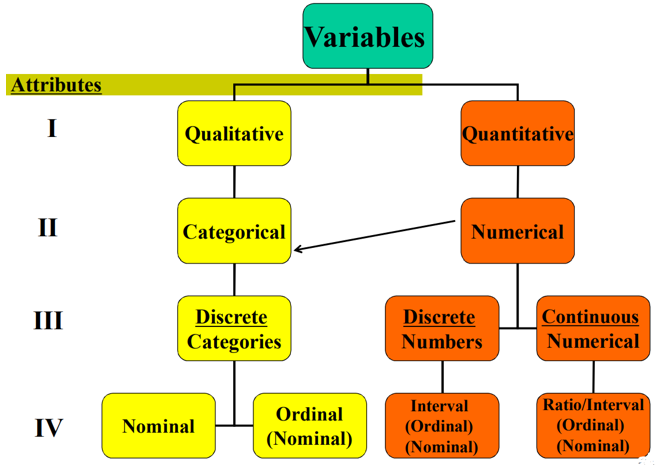 Variables
Attributes
I
Qualitative
Quantitative
II
Categorical
Numerical
III
Discrete
Categories
Discrete
Numbers
Continuous
Numerical
IV
Nominal
Ordinal
(Nominal)
Interval
(Ordinal)
(Nominal)
Ratio/Interval
(Ordinal)
(Nominal)